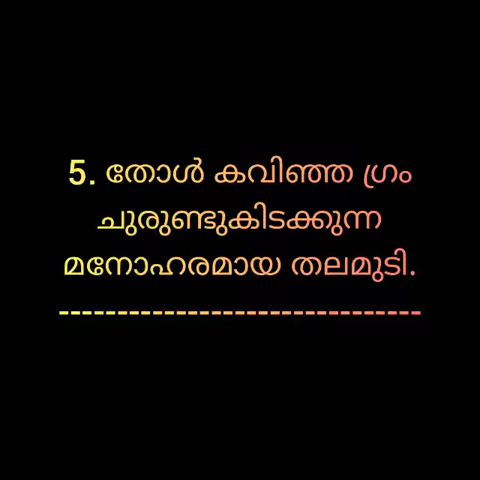 5. തോൾ കവിഞ്ഞ ഗ്രം
ചുരുണ്ടുകിടക്കുന്ന
മനോഹരമായ തലമുടി.
-------------------------------